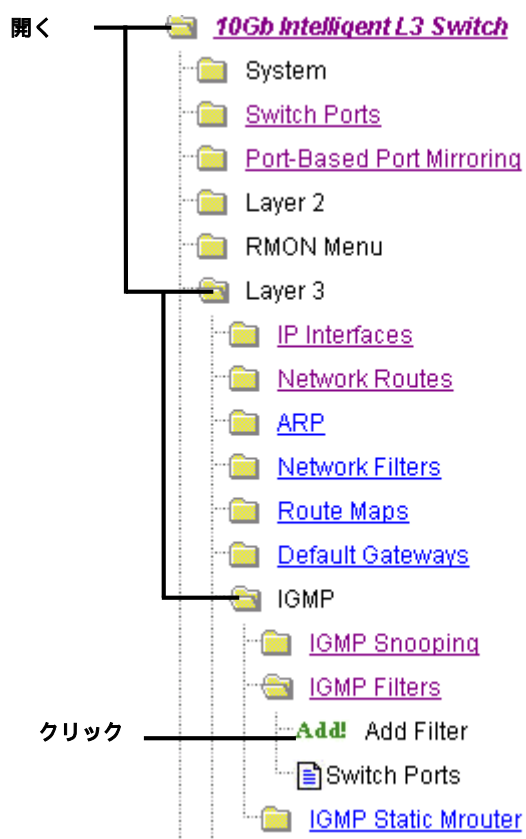 開く
10Gb Intelligent L3 Switch
System
Switch Ports
Port-Based Port Mirroring
Layer 2
RMON Menu
Layer 3
IP Interfaces
Network Routes
ARP
Network Filters
Route Maps
Default Gateways
IGMP
IGMP Snooping
IGMP Filters
クリック Add! Add Filter
Switch Ports
IGMP Static Mrouter